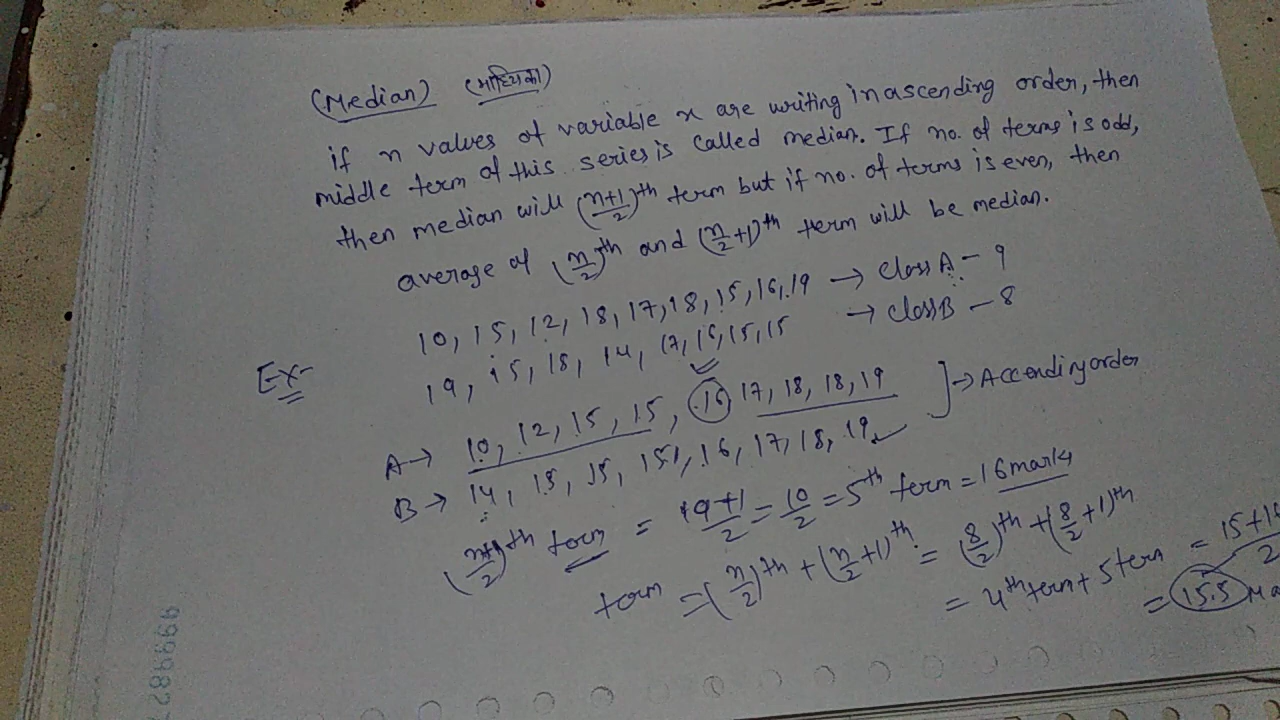 (Median) (माध्यिका)
if n values of variable x are writing in ascending order, then
middle term of this series is called median. If no. of terms is odd,
then median will (n+1/2)th term but if no. of terms is even, then
average of (n/2)th and (n/2+1)th term will be median.
Ex- 10, 15, 12, 18, 17, 18, 15, 16, 19 → Class A - 9
19, 15, 18, 14, 17, 16, 15, 15 → Class B - 8
A → 10, 12, 15, 15, 16 17, 18, 18, 19 ] → Accending order
B → 14, 15, 15, 15, 16, 17, 18, 19
(n+1/2)th term = 9+1/2 = 10/2 = 5th term = 16 mark
term = (n/2)th + (n/2+1)th = (8/2)th + (8/2+1)th
= 4th term + 5 term = 15+16/2
= 15.5